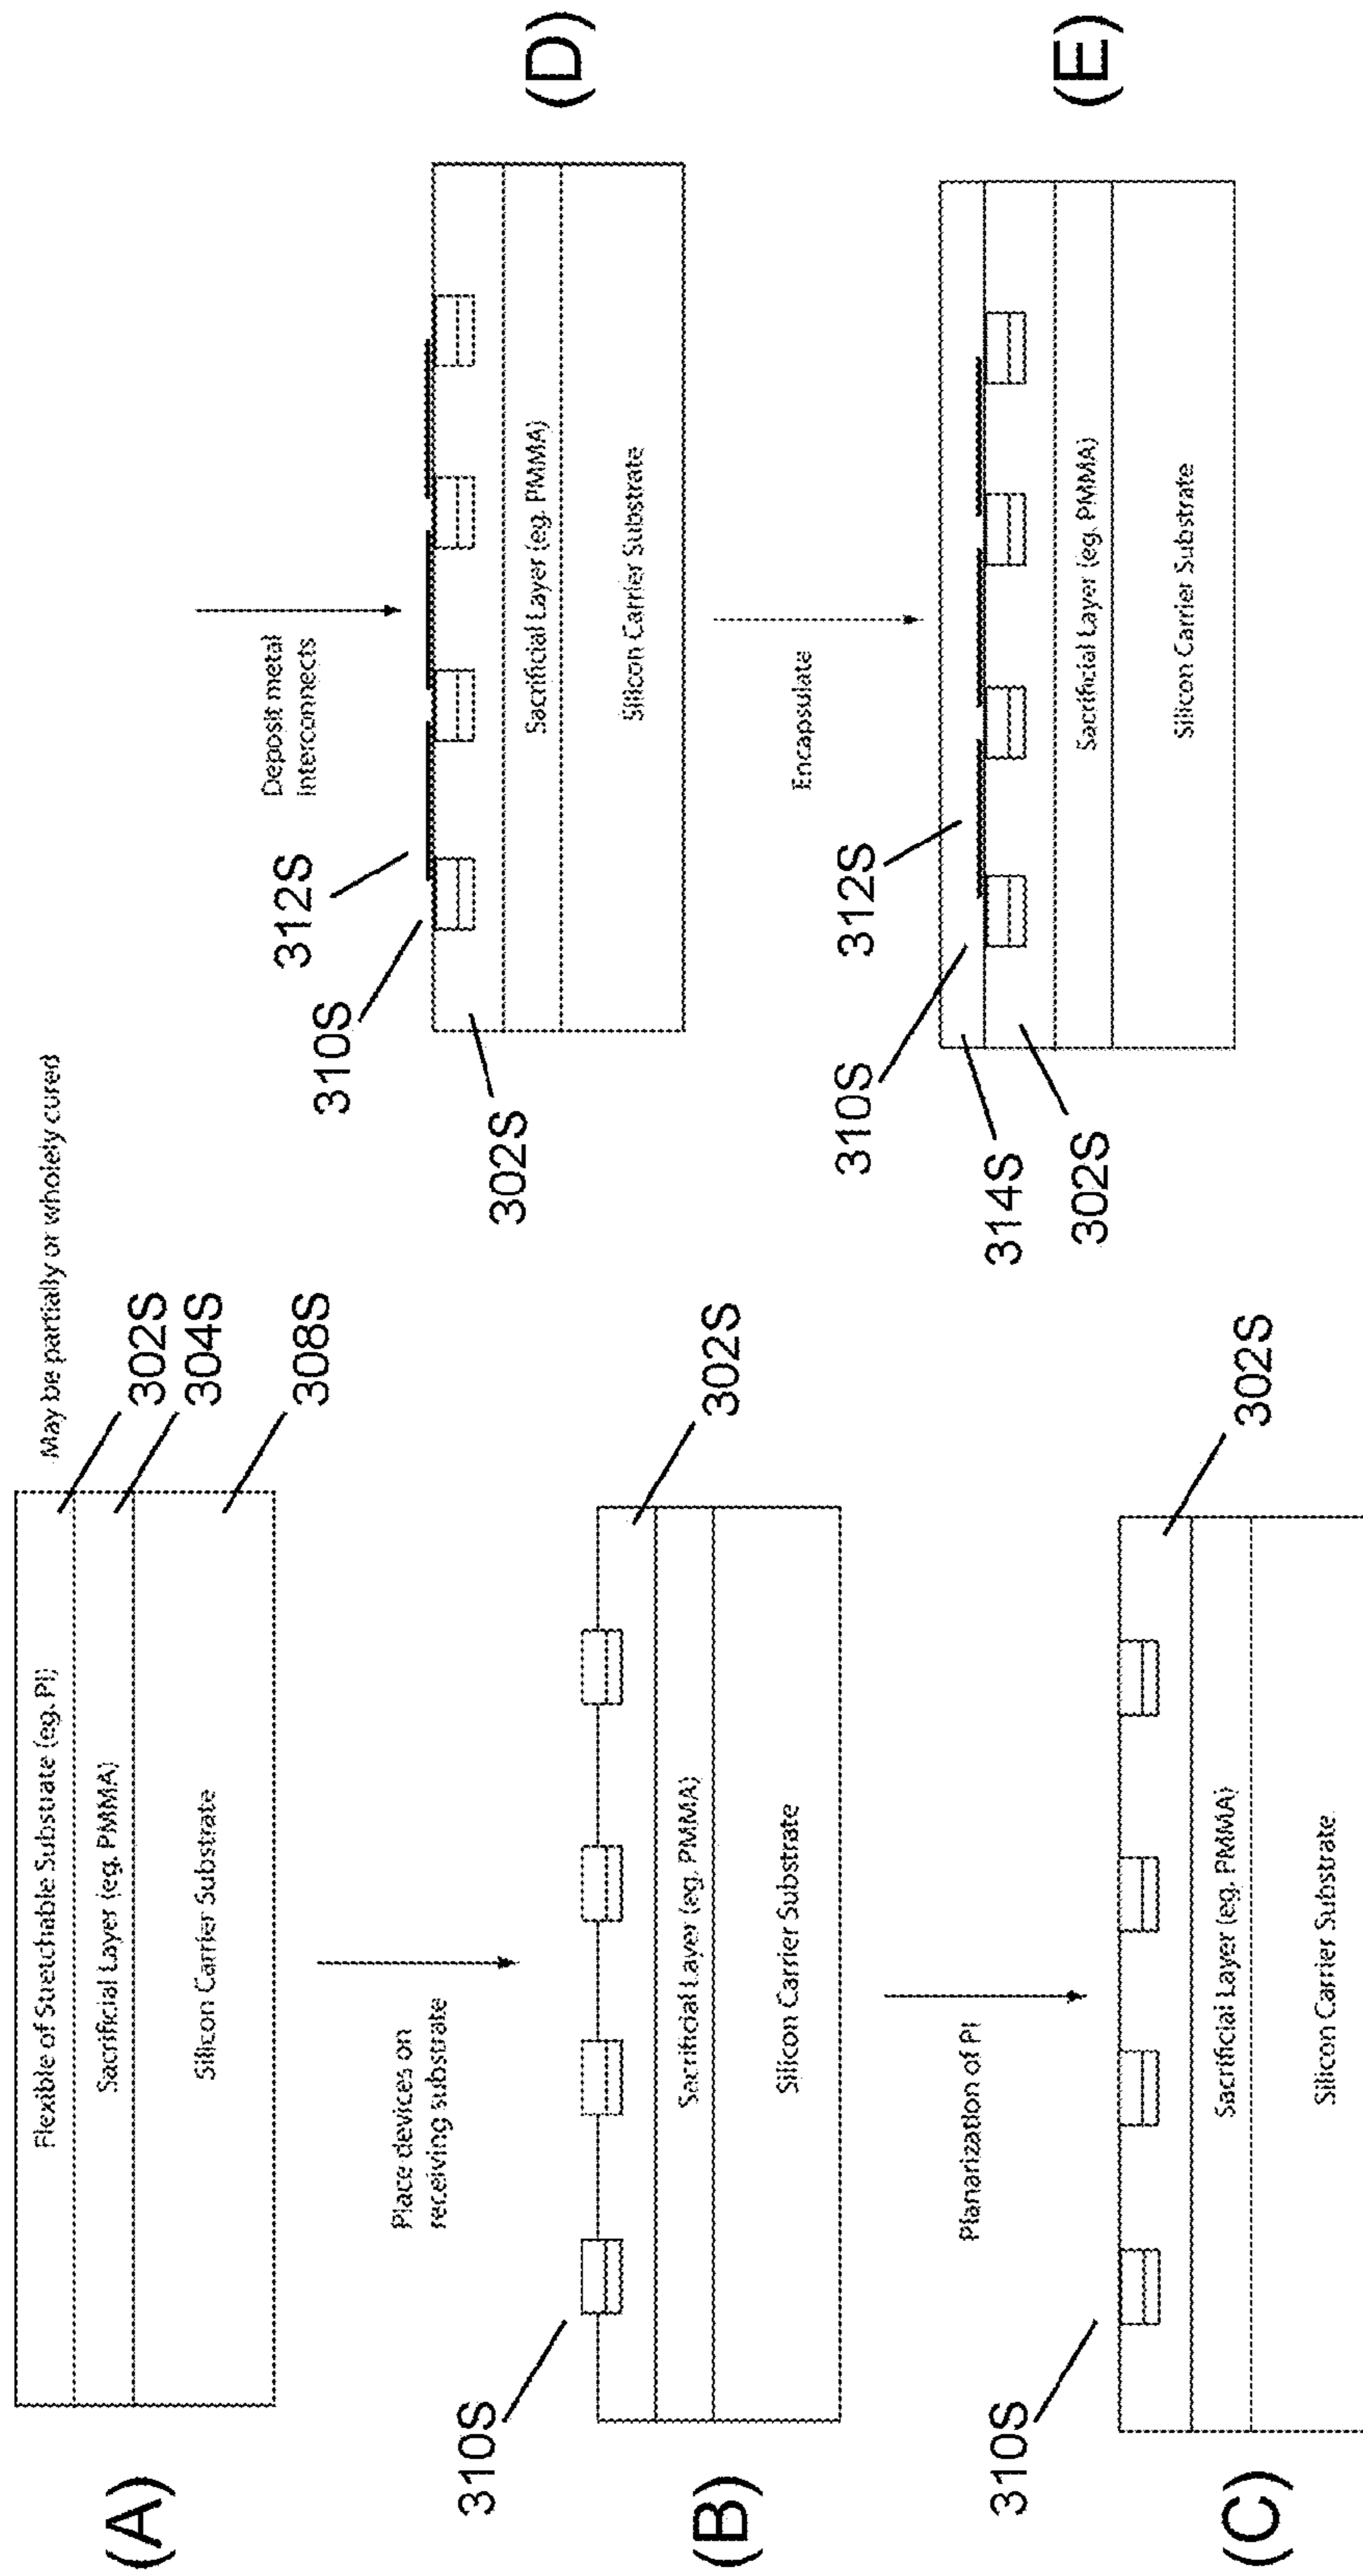 (A)
Flexible of Stretchable Substrate (eg. PI)
Sacrificial Layer (eg. PMMA)
Silicon Carrier Substrate
May be partially or wholely cured
302S
304S
308S
Place devices on
receiving substrate
310S
(B)
Sacrificial Layer (eg. PMMA)
Silicon Carrier Substrate
302S
Planarization of PI
310S
(C)
Sacrificial Layer (eg. PMMA)
Silicon Carrier Substrate
302S
Deposit metal
interconnects
312S
310S
302S
Sacrificial Layer (eg. PMMA)
Silicon Carrier Substrate
(D)
Encapsulate
312S
310S
314S
302S
Sacrificial Layer (eg. PMMA)
Silicon Carrier Substrate
(E)